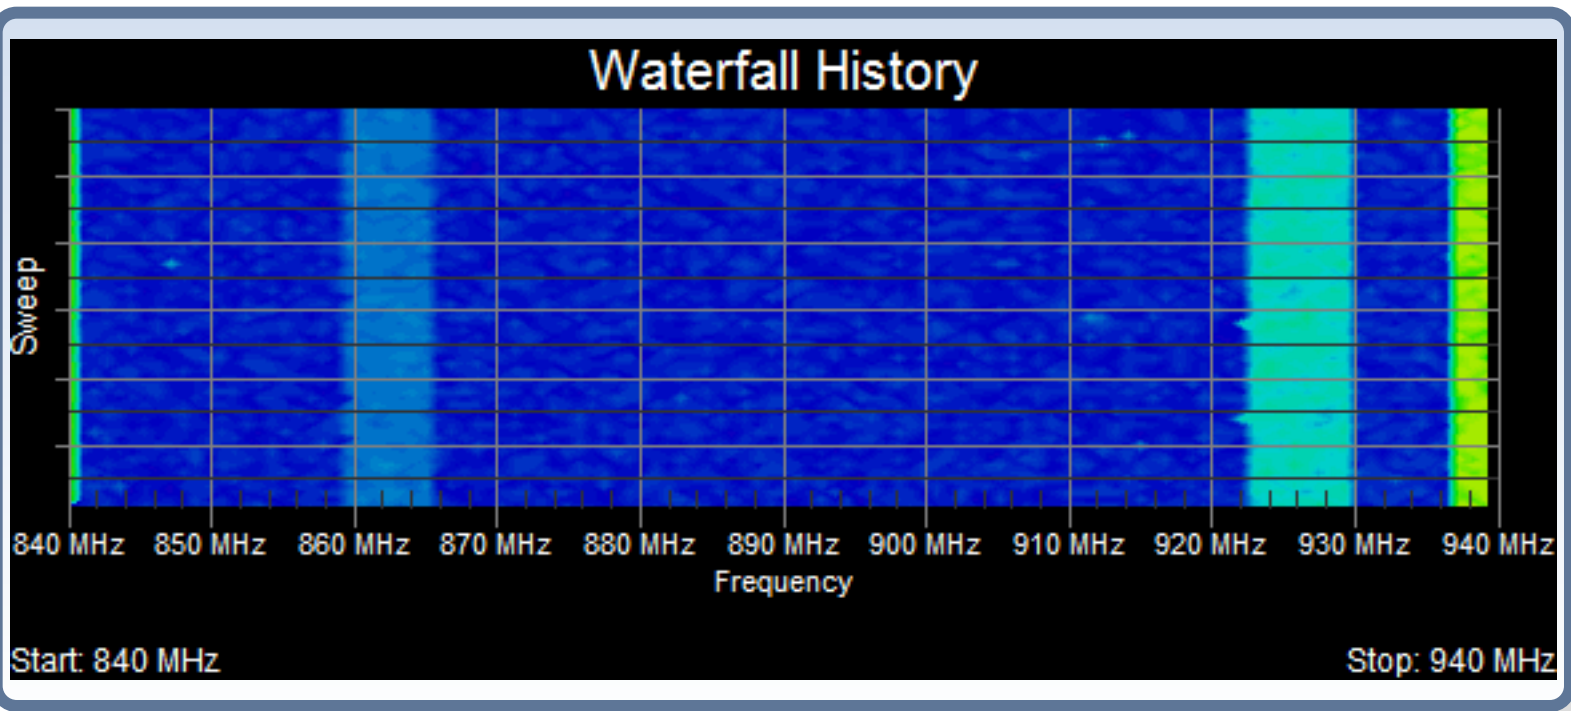 Waterfall History
Sweep
840 MHz 850 MHz 860 MHz 870 MHz 880 MHz 890 MHz 900 MHz 910 MHz 920 MHz 930 MHz 940 MHz
Frequency
Start: 840 MHz Stop: 940 MHz